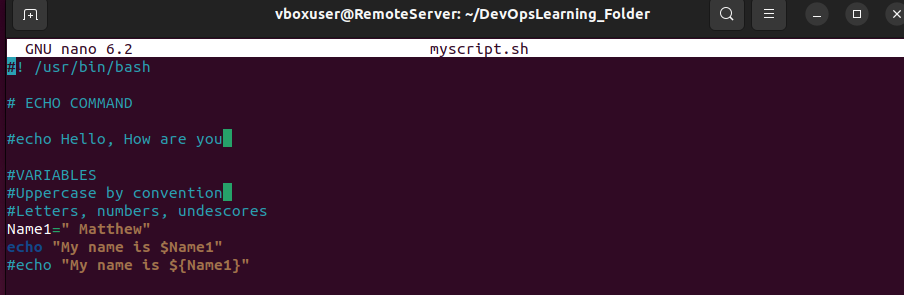 vboxuser@RemoteServer: ~/DevOpsLearning_Folder
GNU nano 6.2 myscript.sh
#! /usr/bin/bash
# ECHO COMMAND
#echo Hello, How are you
#VARIABLES
#Uppercase by convention
#Letters, numbers, undescores
Name1=" Matthew"
echo "My name is $Name1"
#echo "My name is ${Name1}"